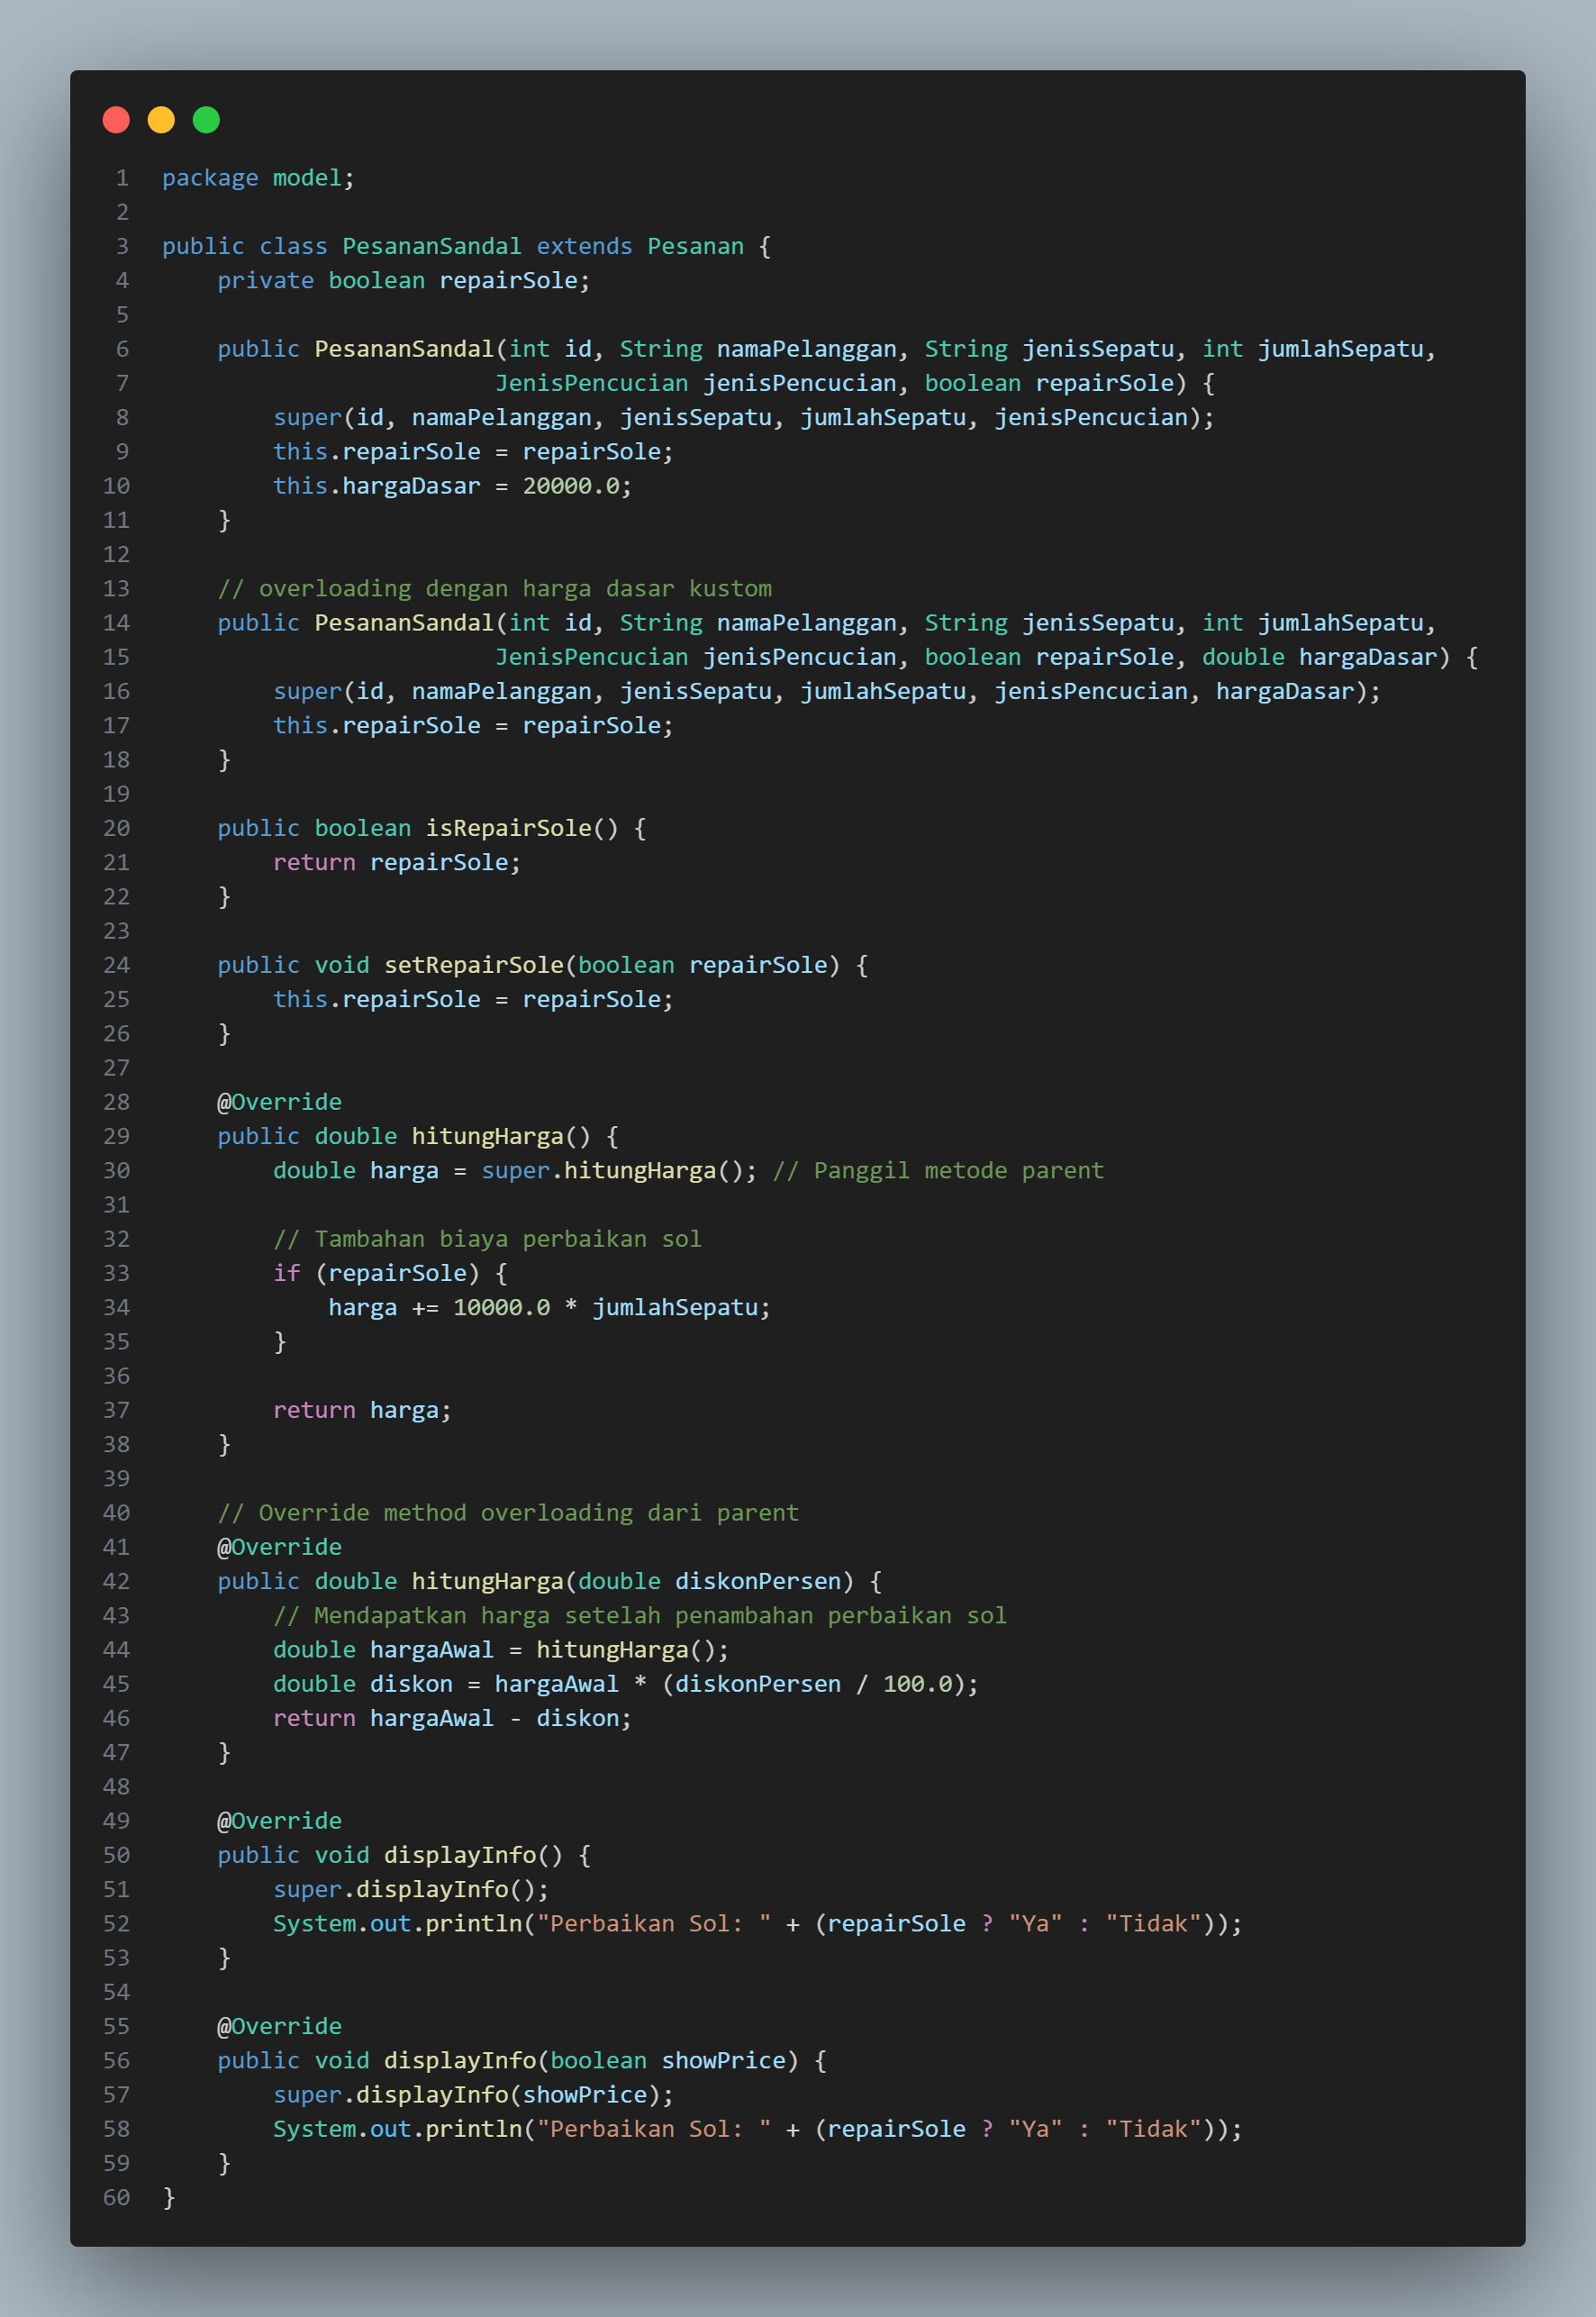 1 package model;
2
3 public class PesananSandal extends Pesanan {
4     private boolean repairSole;
5
6     public PesananSandal(int id, String namaPelanggan, String jenisSepatu, int jumlahSepatu,
7                         JenisPencucian jenisPencucian, boolean repairSole) {
8         super(id, namaPelanggan, jenisSepatu, jumlahSepatu, jenisPencucian);
9         this.repairSole = repairSole;
10         this.hargaDasar = 20000.0;
11     }
12
13     // overloading dengan harga dasar kustom
14     public PesananSandal(int id, String namaPelanggan, String jenisSepatu, int jumlahSepatu,
15                         JenisPencucian jenisPencucian, boolean repairSole, double hargaDasar) {
16         super(id, namaPelanggan, jenisSepatu, jumlahSepatu, jenisPencucian, hargaDasar);
17         this.repairSole = repairSole;
18     }
19
20     public boolean isRepairSole() {
21         return repairSole;
22     }
23
24     public void setRepairSole(boolean repairSole) {
25         this.repairSole = repairSole;
26     }
27
28     @Override
29     public double hitungHarga() {
30         double harga = super.hitungHarga(); // Panggil metode parent
31
32         // Tambahan biaya perbaikan sol
33         if (repairSole) {
34             harga += 10000.0 * jumlahSepatu;
35         }
36
37         return harga;
38     }
39
40     // Override method overloading dari parent
41     @Override
42     public double hitungHarga(double diskonPersen) {
43         // Mendapatkan harga setelah penambahan perbaikan sol
44         double hargaAwal = hitungHarga();
45         double diskon = hargaAwal * (diskonPersen / 100.0);
46         return hargaAwal - diskon;
47     }
48
49     @Override
50     public void displayInfo() {
51         super.displayInfo();
52         System.out.println("Perbaikan Sol: " + (repairSole ? "Ya" : "Tidak"));
53     }
54
55     @Override
56     public void displayInfo(boolean showPrice) {
57         super.displayInfo(showPrice);
58         System.out.println("Perbaikan Sol: " + (repairSole ? "Ya" : "Tidak"));
59     }
60 }